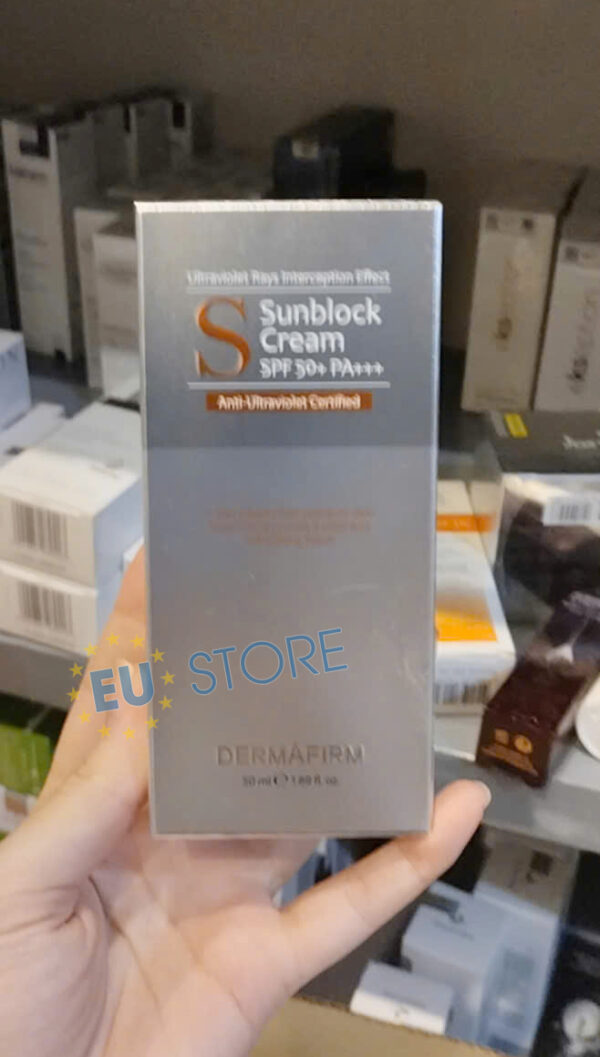 Ultraviolet Rays Interception Effect
S Sunblock
Cream
SPF 50+ PA+++
Anti-Ultraviolet Certified
EU STORE
DERMAFIRM
50 ml e 1.69 fl. oz.